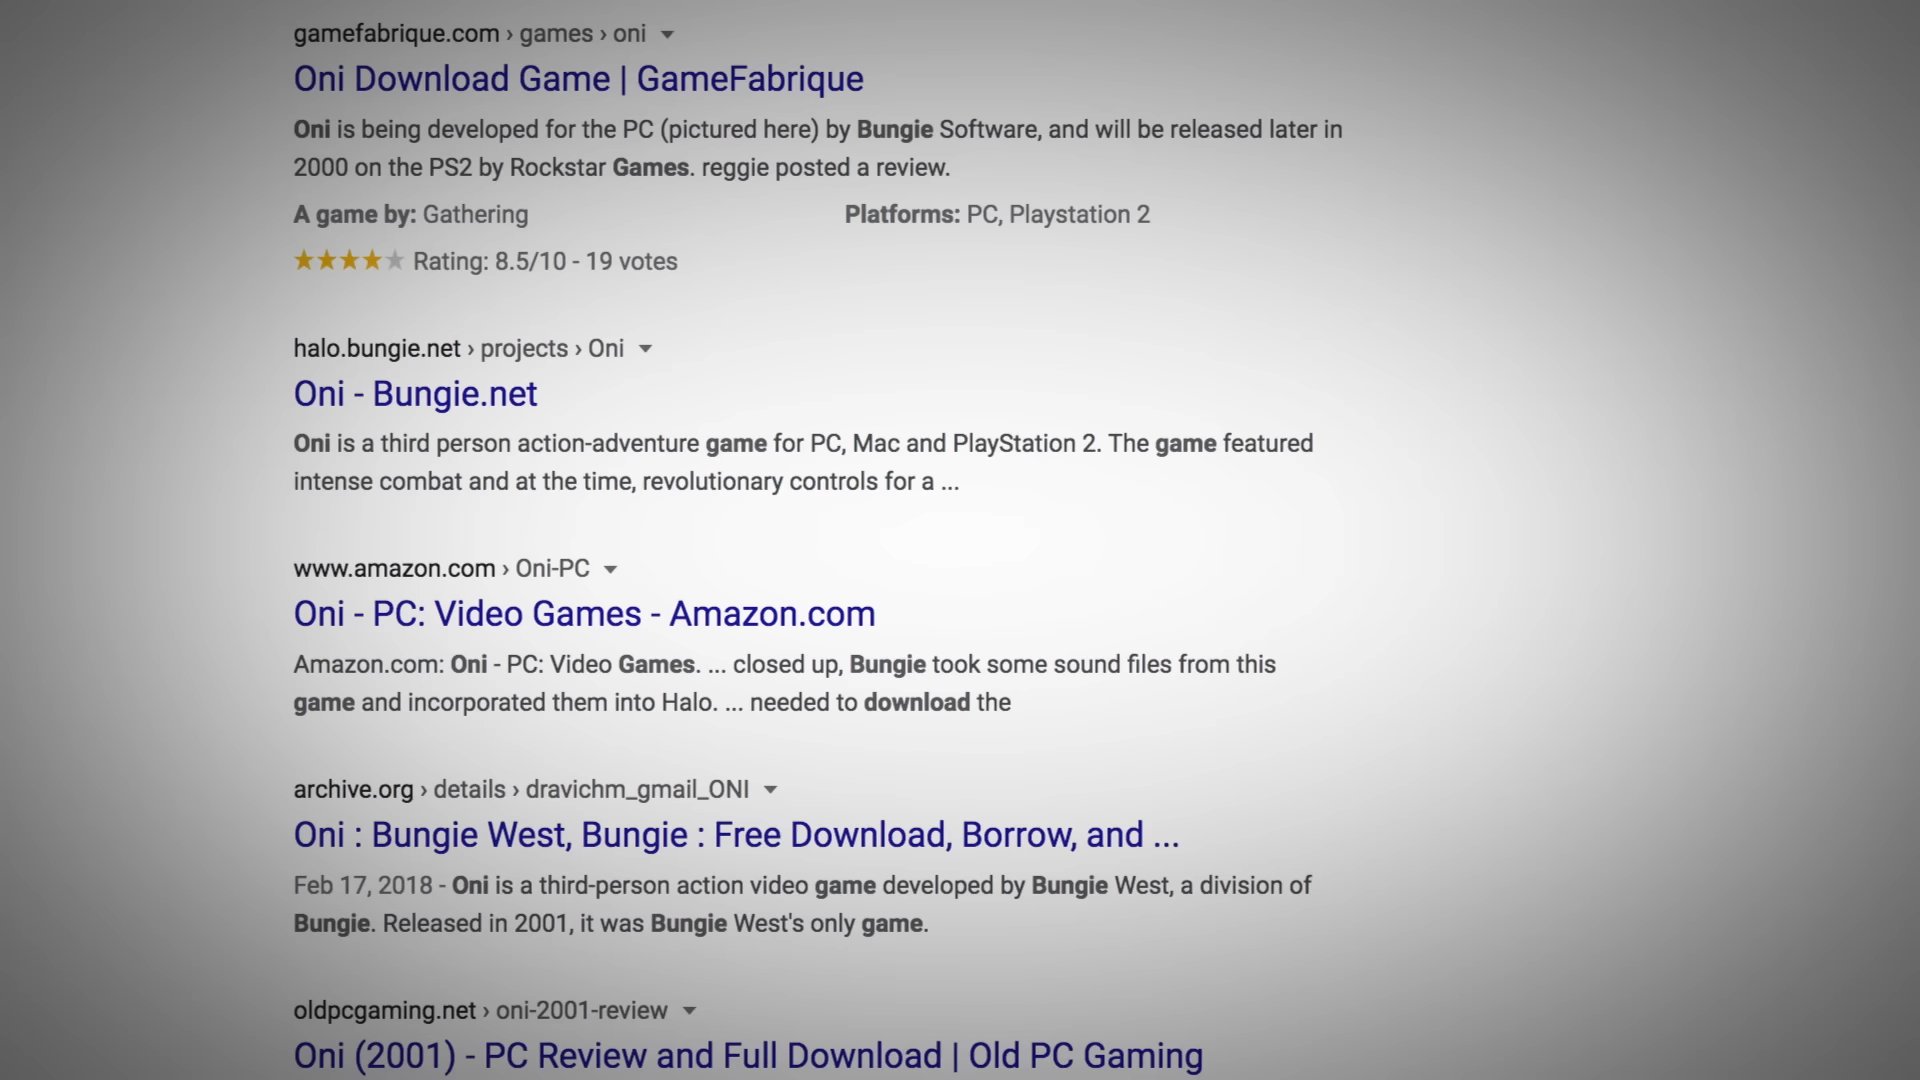 gamefabrique.com › games › oni
Oni Download Game | GameFabrique
Oni is being developed for the PC (pictured here) by Bungie Software, and will be released later in
2000 on the PS2 by Rockstar Games. reggie posted a review.
A game by: Gathering Platforms: PC, Playstation 2
Rating: 8.5/10 - 19 votes
halo.bungie.net › projects › Oni
Oni - Bungie.net
Oni is a third person action-adventure game for PC, Mac and PlayStation 2. The game featured
intense combat and at the time, revolutionary controls for a ...
www.amazon.com › Oni-PC
Oni - PC: Video Games - Amazon.com
Amazon.com: Oni - PC: Video Games. ... closed up, Bungie took some sound files from this
game and incorporated them into Halo. ... needed to download the
archive.org › details › dravichm_gmail_ONI
Oni : Bungie West, Bungie : Free Download, Borrow, and ...
Feb 17, 2018 - Oni is a third-person action video game developed by Bungie West, a division of
Bungie. Released in 2001, it was Bungie West's only game.
oldpcgaming.net › oni-2001-review
Oni (2001) - PC Review and Full Download | Old PC Gaming